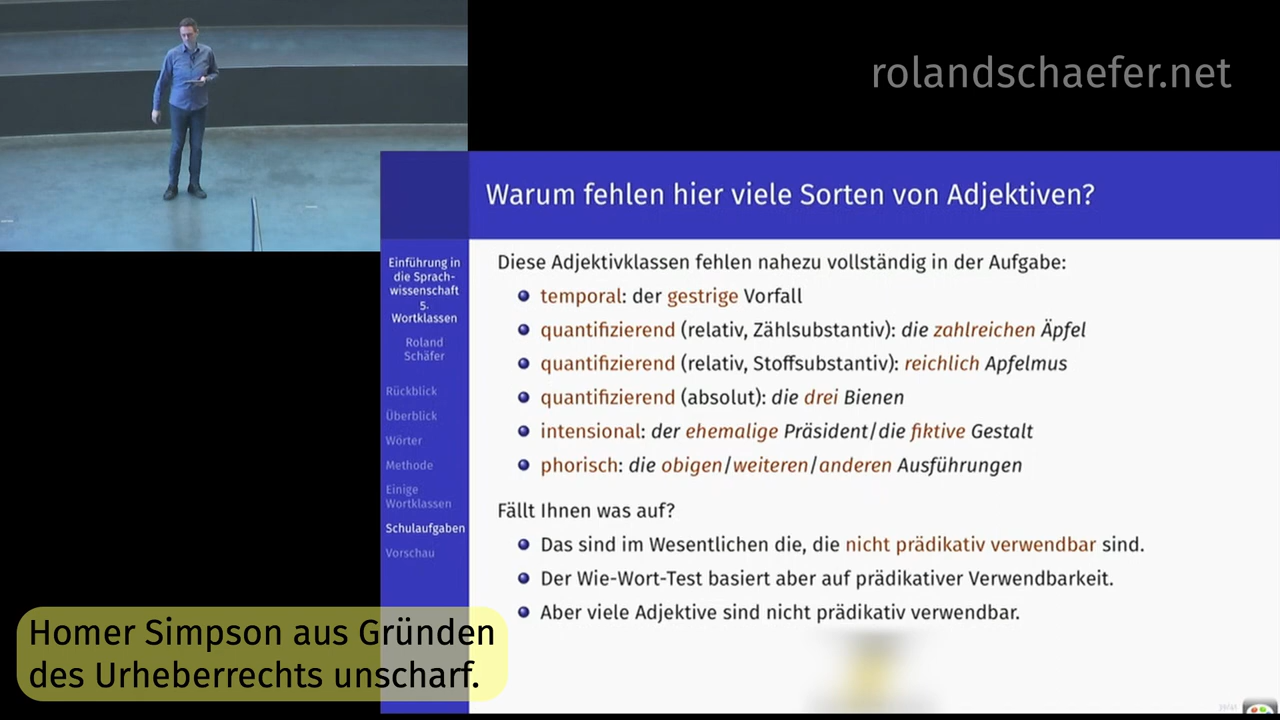 rolandschaefer.net
Warum fehlen hier viele Sorten von Adjektiven?
Einführung in
die Sprach-
wissenschaft
5.
Wortklassen
Roland
Schäfer
Rückblick
Überblick
Wörter
Methode
Einige
Wortklassen
Schulaufgaben
Vorschau
Diese Adjektivklassen fehlen nahezu vollständig in der Aufgabe:
temporal: der gestrige Vorfall
quantifizierend (relativ, Zählsubstantiv): die zahlreichen Äpfel
quantifizierend (relativ, Stoffsubstantiv): reichlich Apfelmus
quantifizierend (absolut): die drei Bienen
intensional: der ehemalige Präsident/die fiktive Gestalt
phorisch: die obigen/weiteren/anderen Ausführungen
Fällt Ihnen was auf?
Das sind im Wesentlichen die, die nicht prädikativ verwendbar sind.
Der Wie-Wort-Test basiert aber auf prädikativer Verwendbarkeit.
Aber viele Adjektive sind nicht prädikativ verwendbar.
Homer Simpson aus Gründen
des Urheberrechts unscharf.